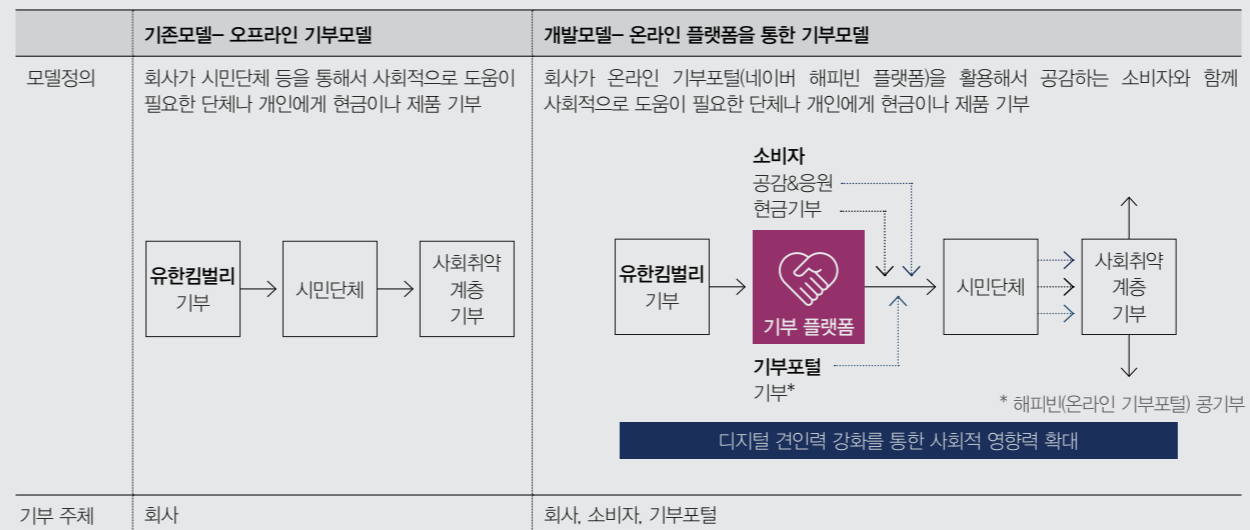 기존모델– 오프라인 기부모델
개발모델– 온라인 플랫폼을 통한 기부모델
모델정의
회사가 시민단체 등을 통해서 사회적으로 도움이
필요한 단체나 개인에게 현금이나 제품 기부
회사가 온라인 기부포털(네이버 해피빈 플랫폼)을 활용해서 공감하는 소비자와 함께
사회적으로 도움이 필요한 단체나 개인에게 현금이나 제품 기부
유한킴벌리
기부
시민단체
사회취약
계층
기부
소비자
공감&응원
현금기부
유한킴벌리
기부
기부 플랫폼
기부포털
기부*
시민단체
사회취약
계층
기부
* 해피빈(온라인 기부포털) 콩기부
디지털 견인력 강화를 통한 사회적 영향력 확대
기부 주체
회사
회사, 소비자, 기부포털